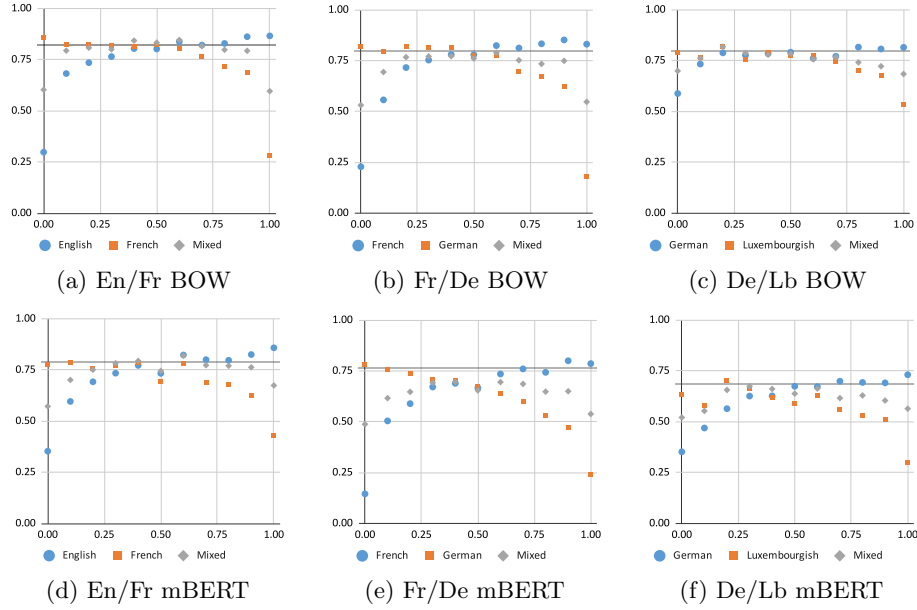 1.00 1.00 1.00
0.75 0.75 0.75
0.50 0.50 0.50
0.25 0.25 0.25
0.00 0.00 0.00
0.00 0.25 0.50 0.75 1.00 0.00 0.25 0.50 0.75 1.00 0.00 0.25 0.50 0.75 1.00
English French Mixed French German Mixed German Luxembourgish Mixed
(a) En/Fr BOW (b) Fr/De BOW (c) De/Lb BOW
1.00 1.00 1.00
0.75 0.75 0.75
0.50 0.50 0.50
0.25 0.25 0.25
0.00 0.00 0.00
0.00 0.25 0.50 0.75 1.00 0.00 0.25 0.50 0.75 1.00 0.00 0.25 0.50 0.75 1.00
English French Mixed French German Mixed German Luxembourgish Mixed
(d) En/Fr mBERT (e) Fr/De mBERT (f) De/Lb mBERT